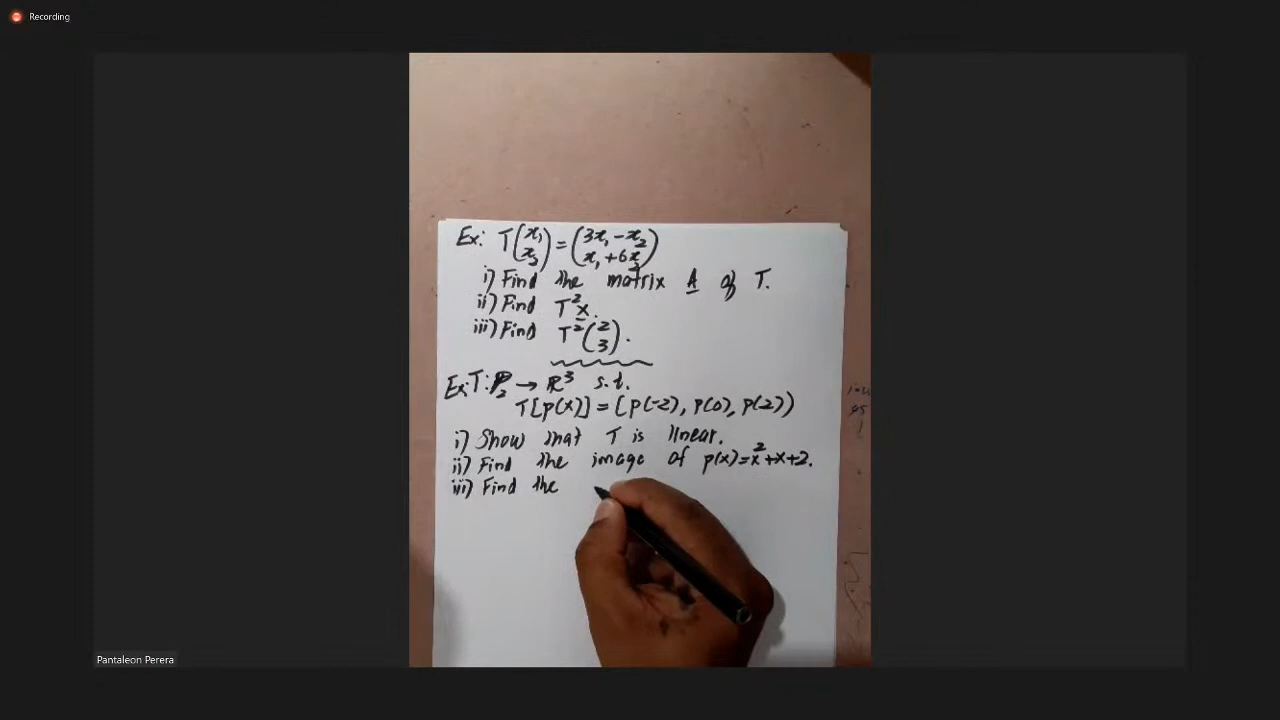 Recording
Ex: T(x₁ x₂) = (3x₁ - x₂ x₁ + 6x₂)
i) Find the matrix A of T.
ii) Find T²x.
iii) Find T²(2 3).
Ex: T: P₂ → R³ s.t.
T[p(x)] = (p(-2), p(0), p(2))
i) Show that T is linear.
ii) Find the image of p(x)=x²+x+2.
iii) Find the
Pantaleon Perera